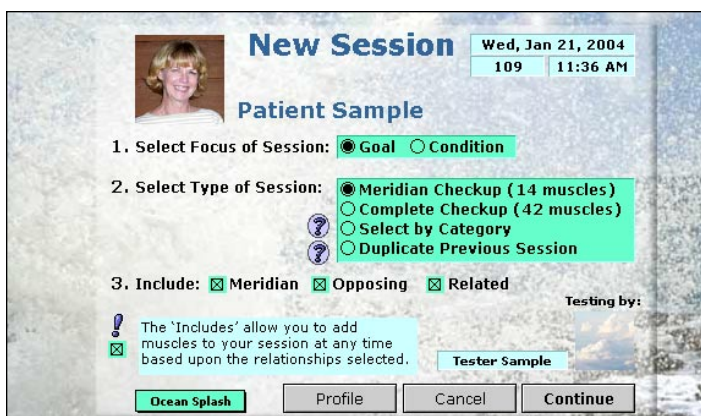 New Session
Wed, Jan 21, 2004
109 11:36 AM
Patient Sample
1. Select Focus of Session: Goal Condition
2. Select Type of Session: Meridian Checkup (14 muscles)
Complete Checkup (42 muscles)
? Select by Category
? Duplicate Previous Session
3. Include: Meridian Opposing Related
Testing by:
! The 'Includes' allow you to add
muscles to your session at any time
based upon the relationships selected.
Tester Sample
Ocean Splash Profile Cancel Continue